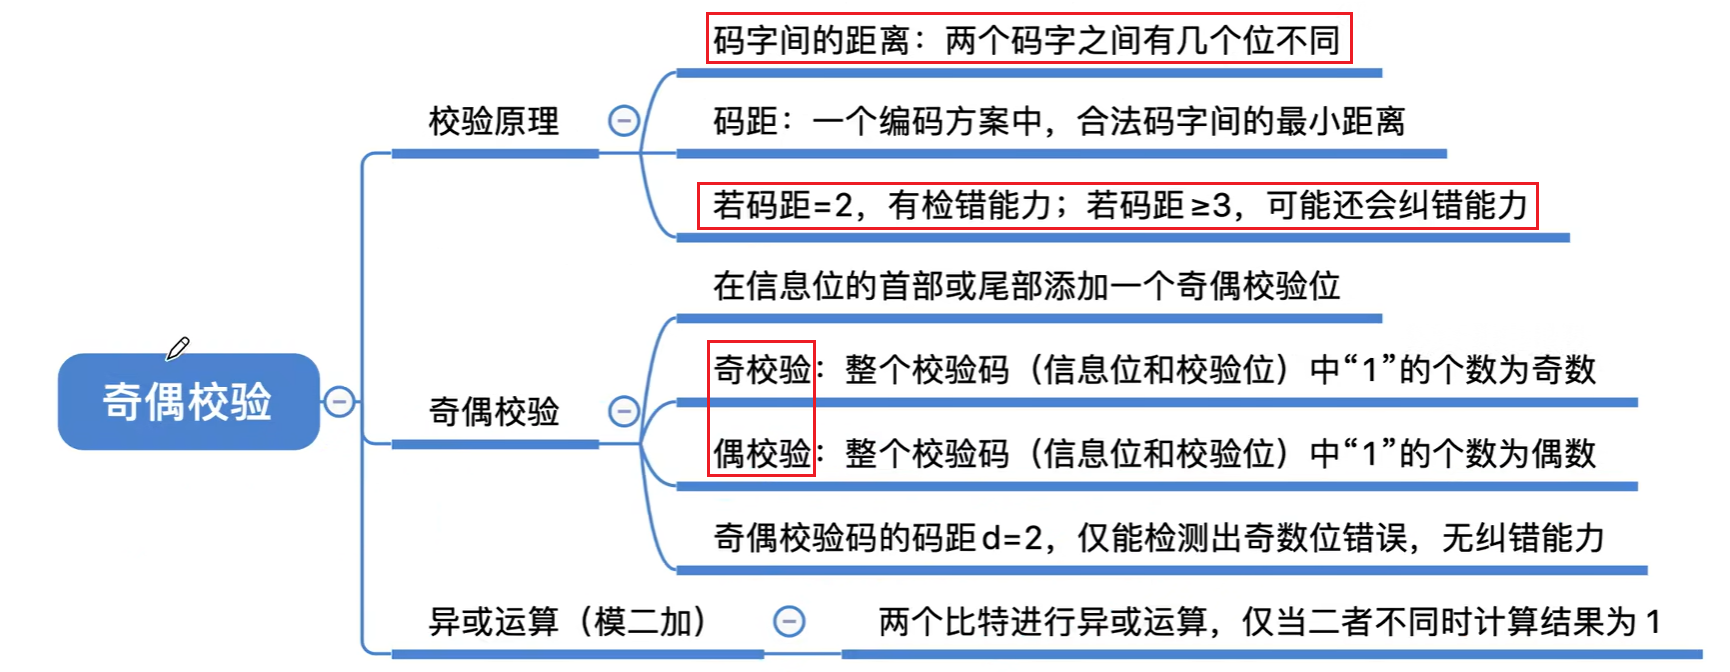 奇偶校验
校验原理
码字间的距离：两个码字之间有几个位不同
码距：一个编码方案中，合法码字间的最小距离
若码距=2，有检错能力；若码距≥3，可能还会纠错能力
奇偶校验
在信息位的首部或尾部添加一个奇偶校验位
奇校验：整个校验码（信息位和校验位）中“1”的个数为奇数
偶校验：整个校验码（信息位和校验位）中“1”的个数为偶数
奇偶校验码的码距d=2，仅能检测出奇数位错误，无纠错能力
异或运算（模二加）
两个比特进行异或运算，仅当二者不同时计算结果为1